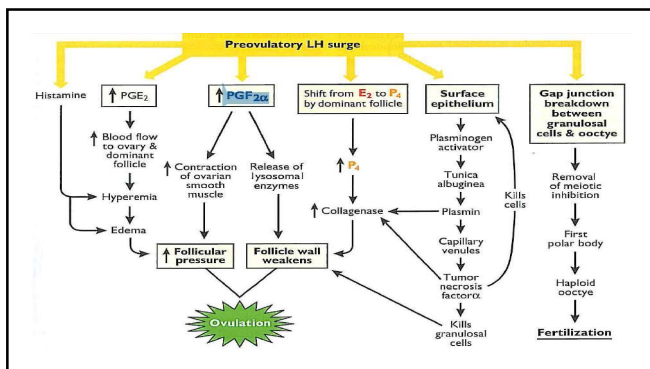 Preovulatory LH surge
Histamine
↑ PGE2
↑ Blood flow
to ovary &
dominant
follicle
Hyperemia
Edema
↑ PGF2α
↑ Contraction
of ovarian
smooth
muscle
Release of
lysosomal
enzymes
↑ Follicular
pressure
Follicle wall
weakens
Ovulation
Shift from E2 to P4
by dominant follicle
↑ P4
↑ Collagenase
Surface
epithelium
Plasminogen
activator
Tunica
albuginea
Plasmin
Capillary
venules
Tumor
necrosis
factorα
Kills
granulosal
cells
Kills
cells
Gap junction
breakdown
between
granulosal
cells & ooctye
Removal
of meiotic
inhibition
First
polar body
Haploid
ooctye
Fertilization